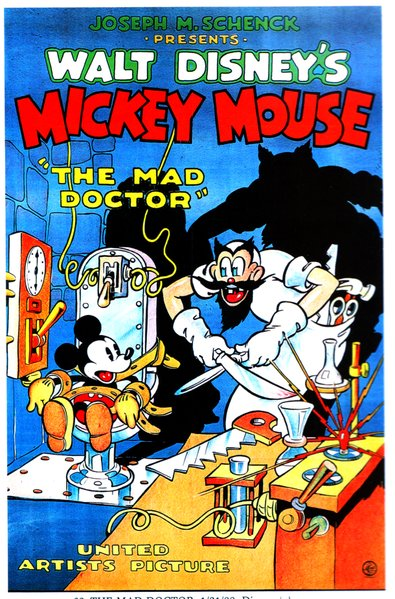 JOSEPH M. SCHENCK
· PRESENTS ·
WALT DISNEY'S
MICKEY MOUSE
"THE MAD
DOCTOR"
UNITED
ARTISTS PICTURE